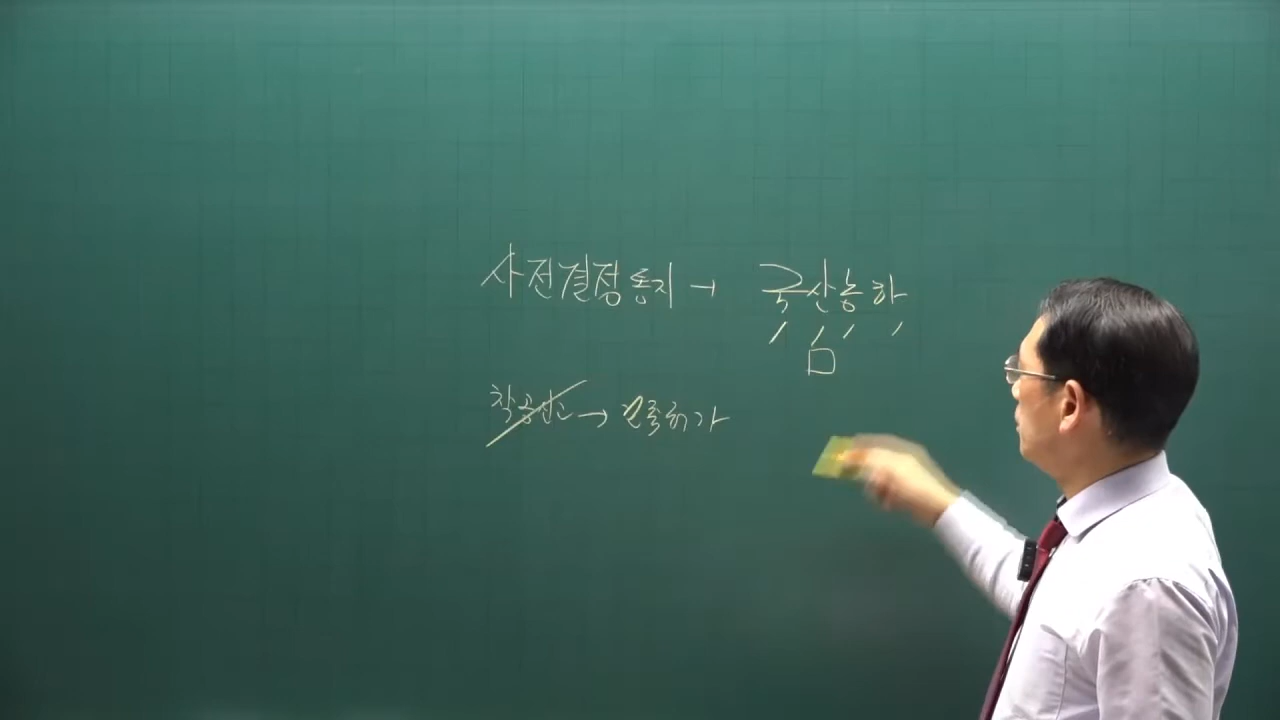 사전결정통지 → 국산농하
ㅁ
착공신고 → 건축허가